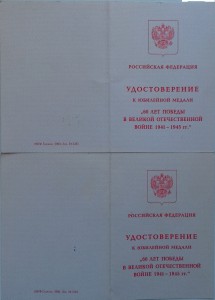 РОССИЙСКАЯ ФЕДЕРАЦИЯ
УДОСТОВЕРЕНИЕ
К ЮБИЛЕЙНОЙ МЕДАЛИ
"60 ЛЕТ ПОБЕДЫ
В ВЕЛИКОЙ ОТЕЧЕСТВЕННОЙ
ВОЙНЕ 1941 - 1945 гг."
РОССИЙСКАЯ ФЕДЕРАЦИЯ
УДОСТОВЕРЕНИЕ
К ЮБИЛЕЙНОЙ МЕДАЛИ
"60 ЛЕТ ПОБЕДЫ
В ВЕЛИКОЙ ОТЕЧЕСТВЕННОЙ
ВОЙНЕ 1941 - 1945 гг."